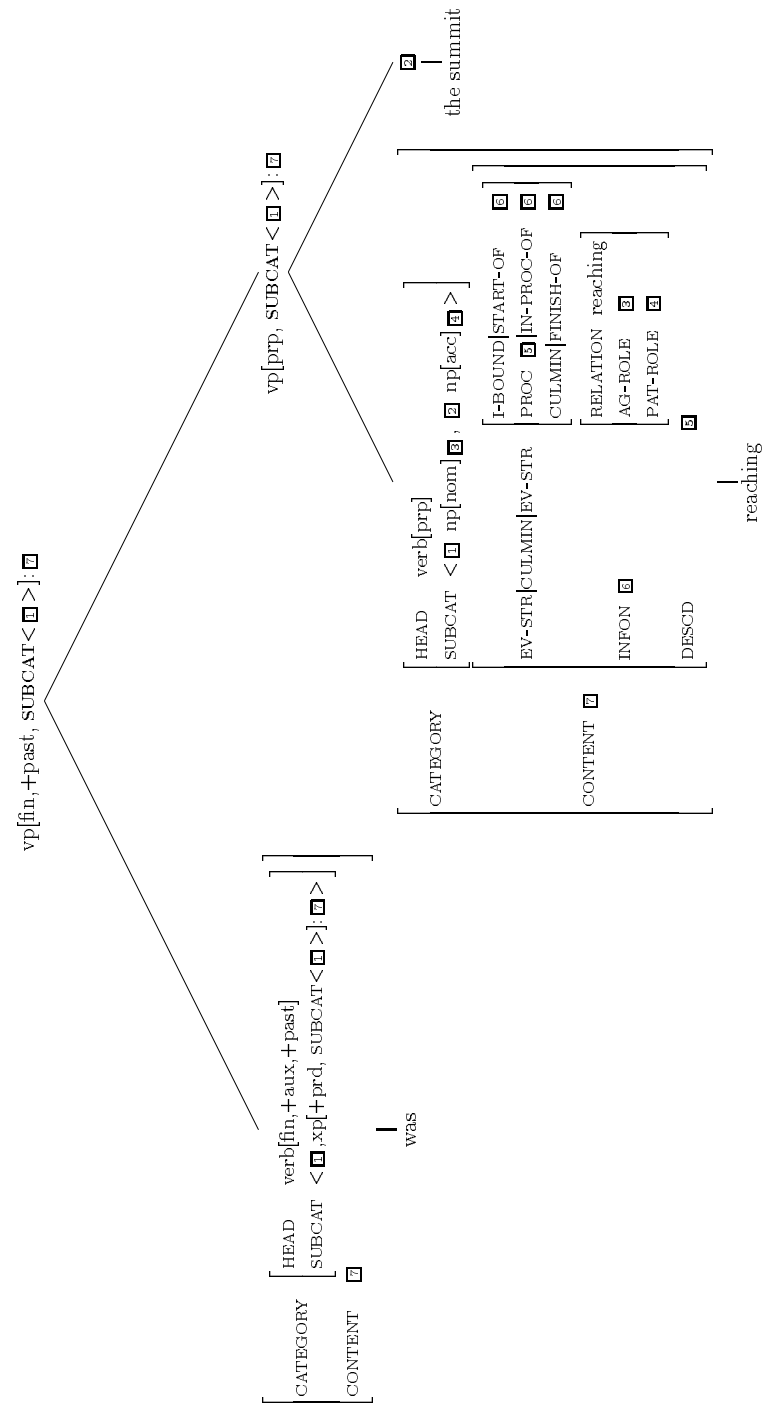 vp[fin,+past, SUBCAT< 1 >]: 7
vp[prp, SUBCAT< 1 >]: 7
CATEGORY
HEAD verb[fin,+aux,+past]
SUBCAT < 1 ,xp[+prd, SUBCAT< 1 >]: 7 >
CONTENT 7
was
CATEGORY
HEAD verb[prp]
SUBCAT < 1 np[nom] 3 , 2 np[acc] 4 >
CONTENT 7
EV-STR|CULMIN|EV-STR
I-BOUND|START-OF 6
PROC 5 |IN-PROC-OF 6
CULMIN|FINISH-OF 6
INFON 6
RELATION reaching
AG-ROLE 3
PAT-ROLE 4
DESCD 5
reaching
2
the summit